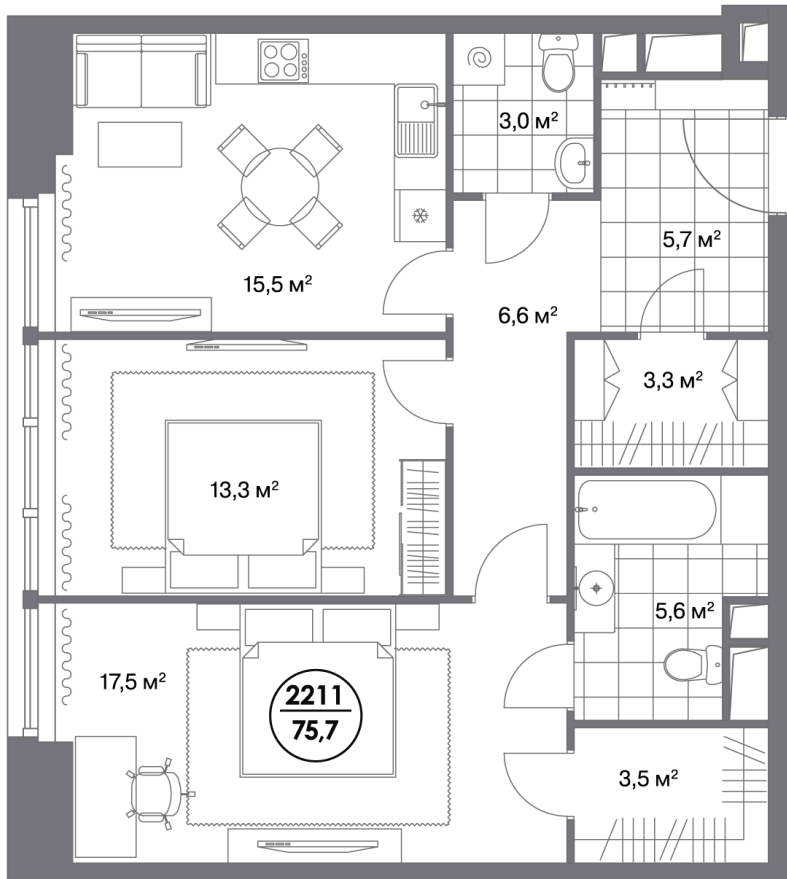 3,0 м²
5,7 м²
15,5 м²
6,6 м²
3,3 м²
13,3 м²
5,6 м²
17,5 м²
2211
75,7
3,5 м²